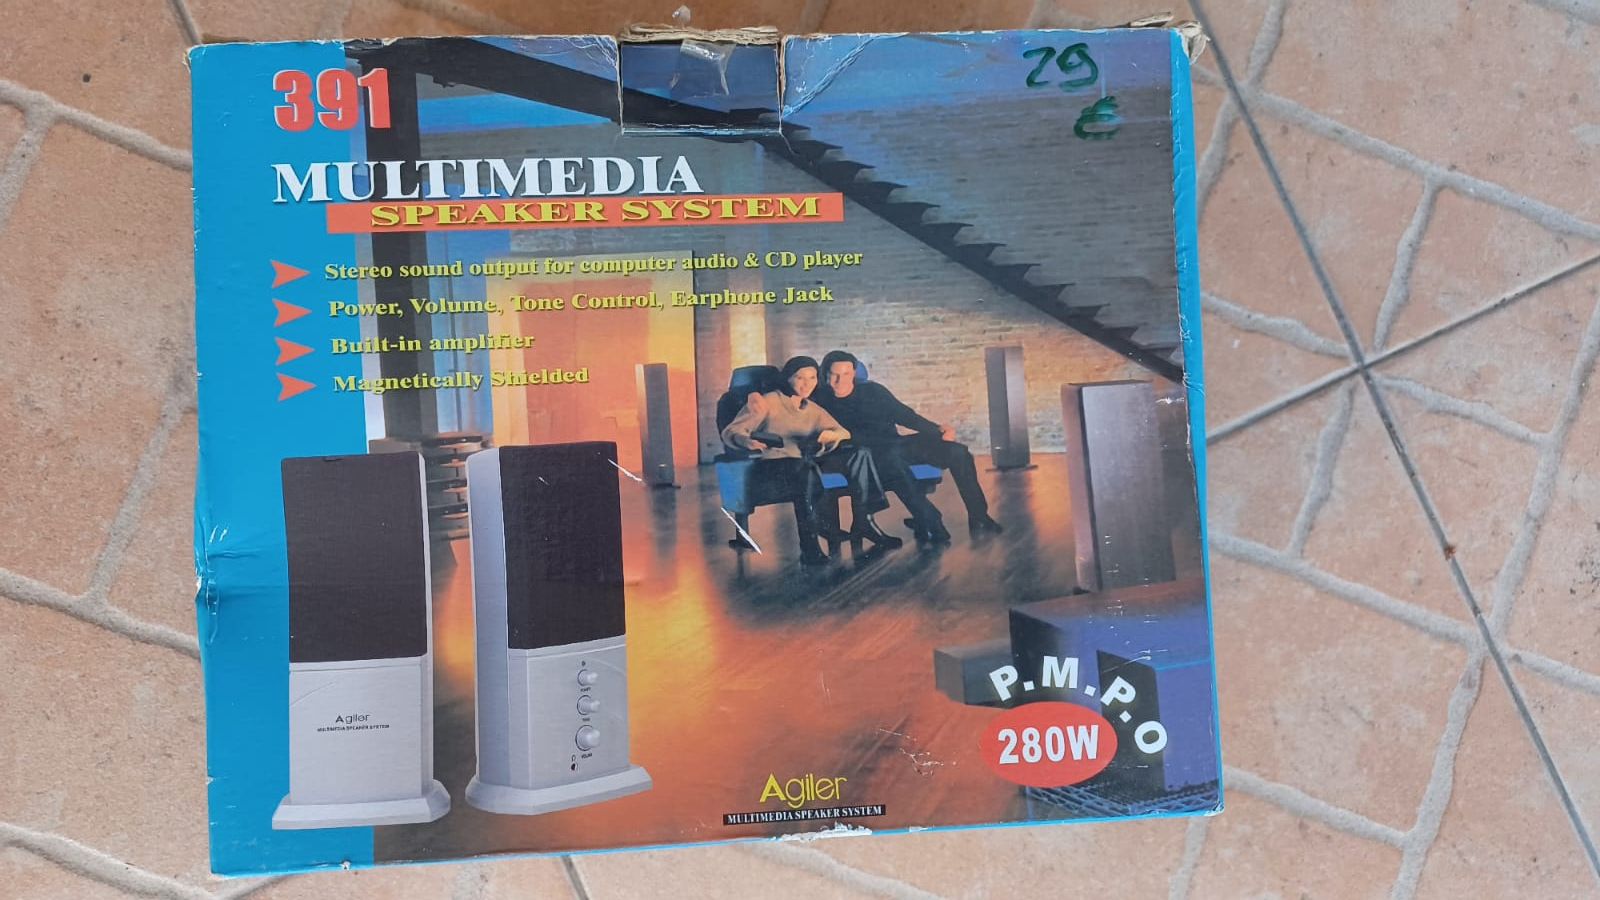 391
29
€
MULTIMEDIA
SPEAKER SYSTEM
Stereo sound output for computer audio & CD player
Power, Volume, Tone Control, Earphone Jack
Built-in amplifier
Magnetically Shielded
Agiler
MULTIMEDIA SPEAKER SYSTEM
P.M.P.O
280W
Agiler
MULTIMEDIA SPEAKER SYSTEM